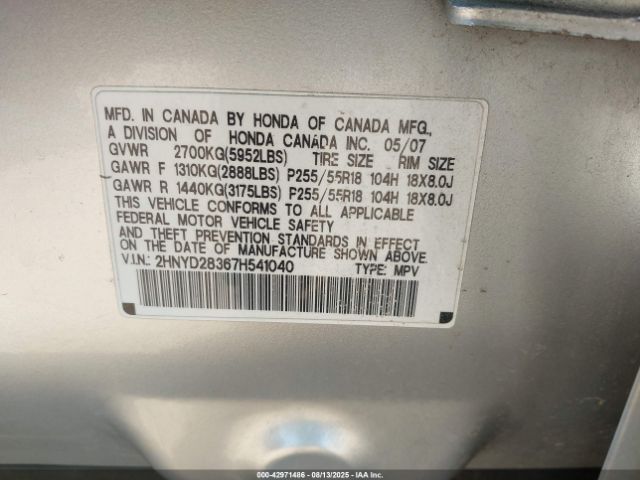 MFD. IN CANADA BY HONDA OF CANADA MFG.,
A DIVISION OF HONDA CANADA INC. 05/07
GVWR 2700KG(5952LBS) TIRE SIZE RIM SIZE
GAWR F 1310KG(2888LBS) P255/55R18 104H 18X8.0J
GAWR R 1440KG(3175LBS) P255/55R18 104H 18X8.0J
THIS VEHICLE CONFORMS TO ALL APPLICABLE
FEDERAL MOTOR VEHICLE SAFETY
AND THEFT PREVENTION STANDARDS IN EFFECT
ON THE DATE OF MANUFACTURE SHOWN ABOVE.
V.I.N.: 2HNYD28367H541040 TYPE: MPV
000-42971486 - 08/13/2025 - IAA Inc.